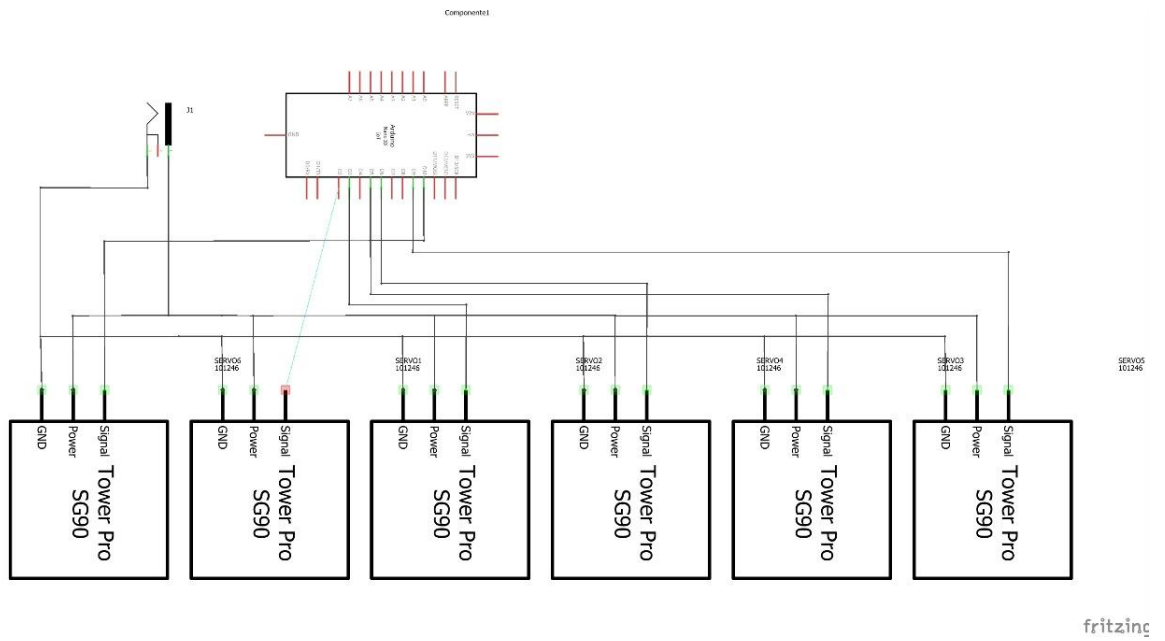 Componente1
J1
Arduino
GND
SERVO6
101246
SERVO1
101246
SERVO2
101246
SERVO4
101246
SERVO3
101246
SERVO5
101246
GND
Power
Signal
Tower Pro
SG90
GND
Power
Signal
Tower Pro
SG90
GND
Power
Signal
Tower Pro
SG90
GND
Power
Signal
Tower Pro
SG90
GND
Power
Signal
Tower Pro
SG90
GND
Power
Signal
Tower Pro
SG90
fritzing